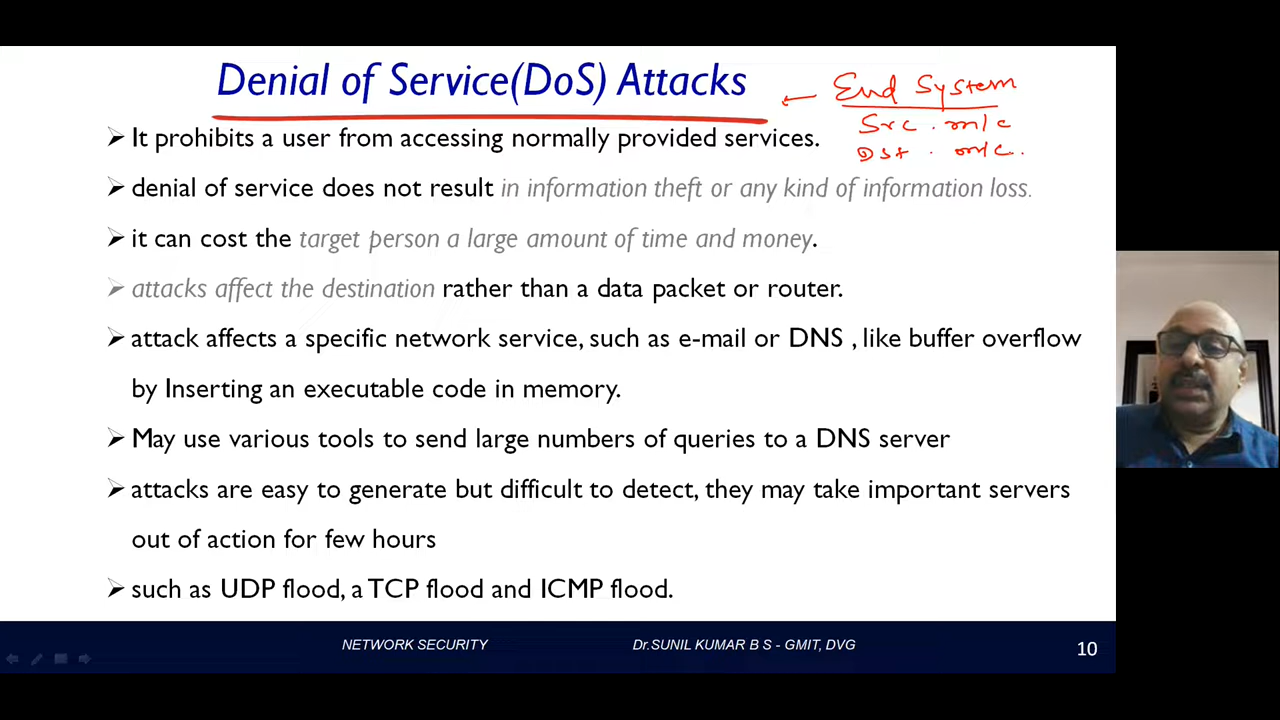 Denial of Service(DoS) Attacks
End System
Src . m/c
Dst . m/c.
➢ It prohibits a user from accessing normally provided services.
➢ denial of service does not result in information theft or any kind of information loss.
➢ it can cost the target person a large amount of time and money.
➢ attacks affect the destination rather than a data packet or router.
➢ attack affects a specific network service, such as e-mail or DNS , like buffer overflow
by Inserting an executable code in memory.
➢ May use various tools to send large numbers of queries to a DNS server
➢ attacks are easy to generate but difficult to detect, they may take important servers
out of action for few hours
➢ such as UDP flood, a TCP flood and ICMP flood.
NETWORK SECURITY
Dr.SUNIL KUMAR B S - GMIT, DVG
10